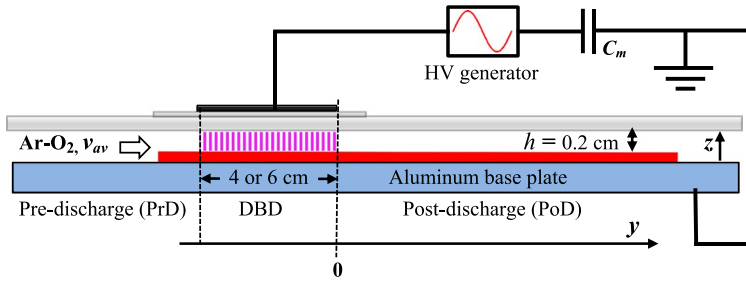 HV generator
C_m
Ar-O₂, v_av
h = 0.2 cm
z
4 or 6 cm
Aluminum base plate
Pre-discharge (PrD)
DBD
Post-discharge (PoD)
y
0